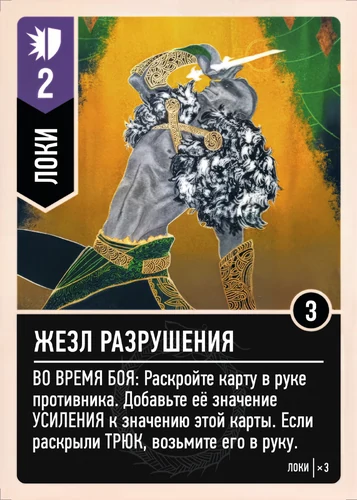 2
ЛОКИ
3
ЖЕЗЛ РАЗРУШЕНИЯ
ВО ВРЕМЯ БОЯ: Раскройте карту в руке
противника. Добавьте её значение
УСИЛЕНИЯ к значению этой карты. Если
раскрыли ТРЮК, возьмите его в руку.
ЛОКИ | ×3